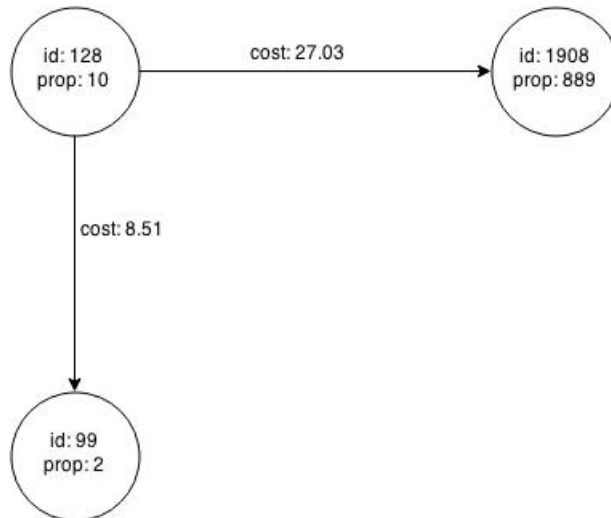 id: 128
prop: 10
cost: 27.03
id: 1908
prop: 889
cost: 8.51
id: 99
prop: 2